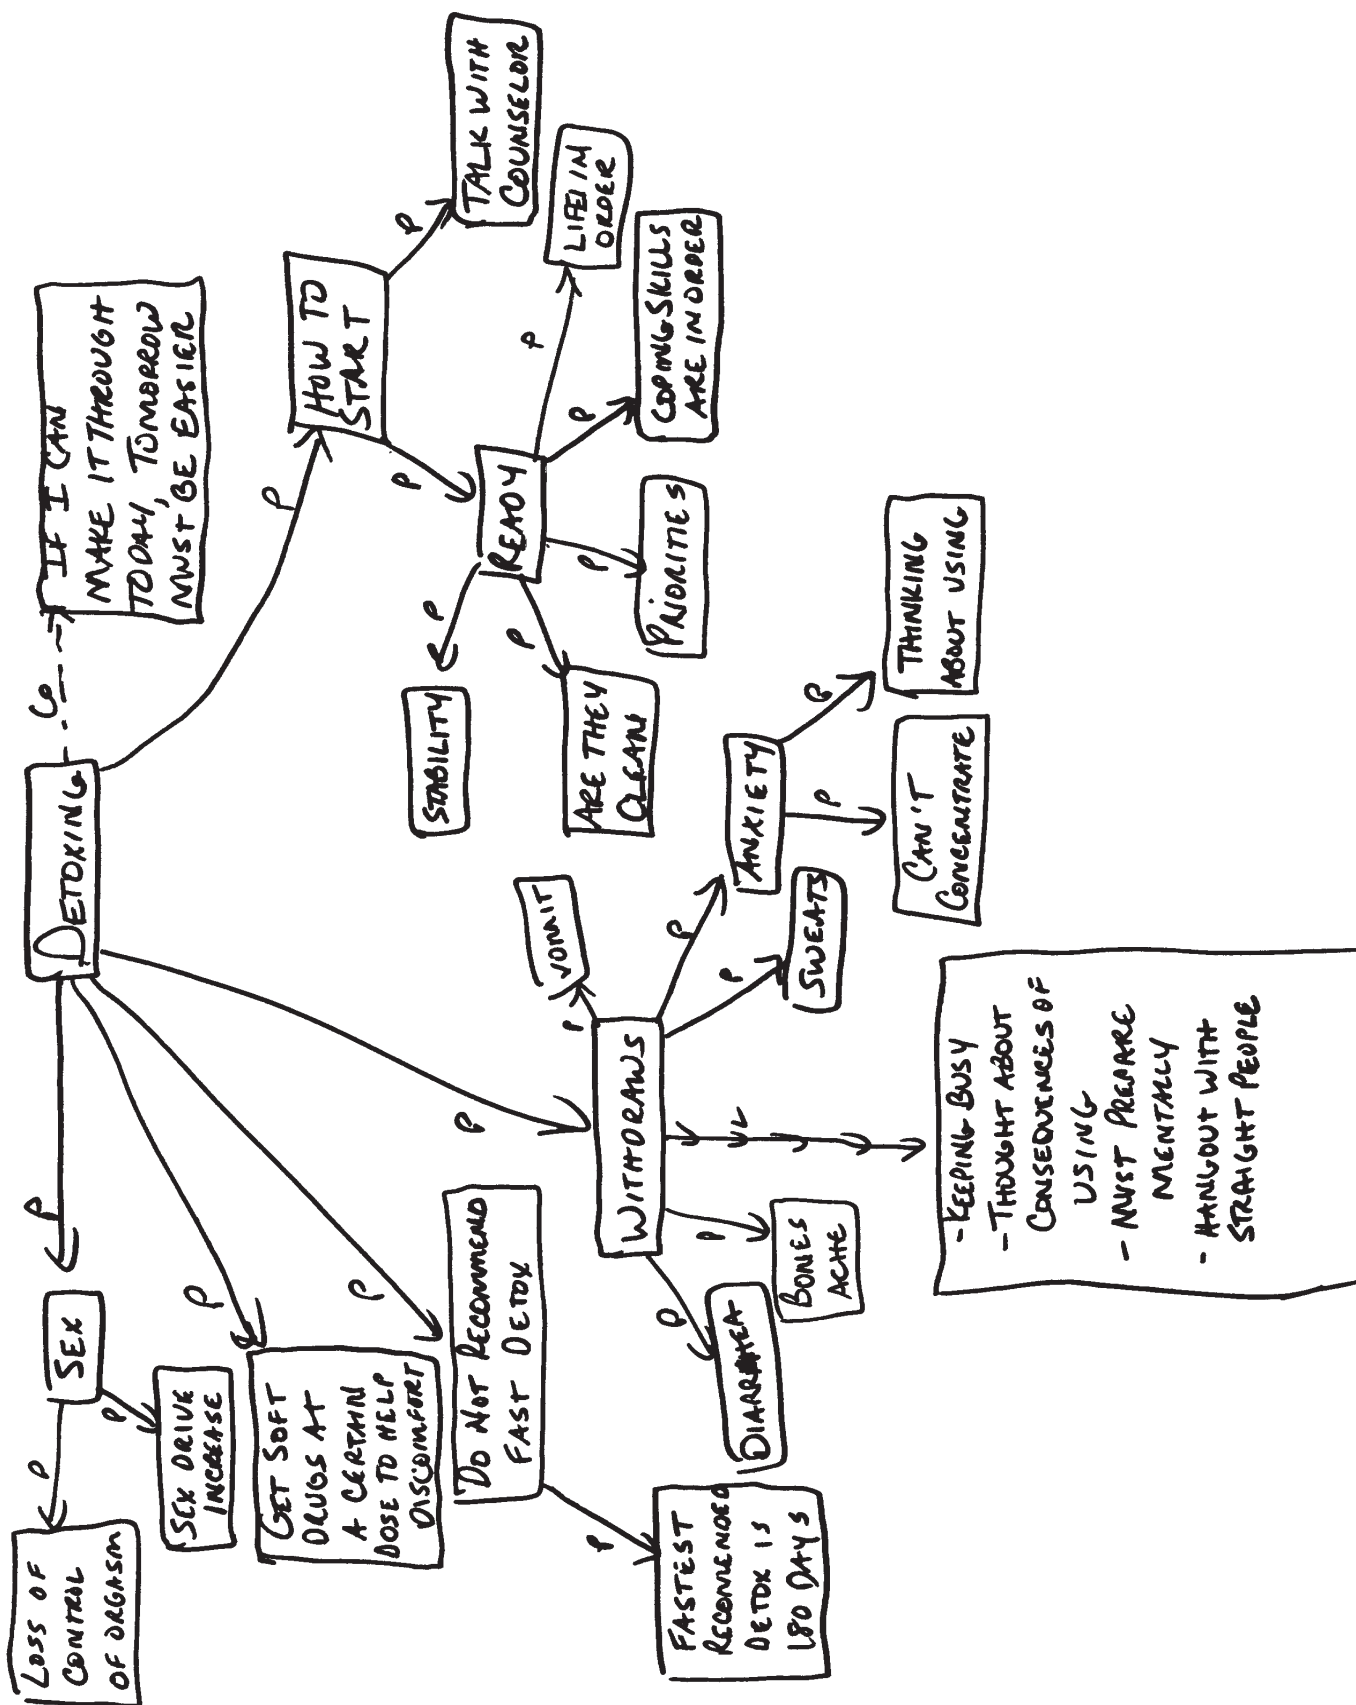 LOSS OF
CONTROL
OF ORGASM
P
SEX
P
SEX DRIVE
INCREASE
P
DETOXING
Co
IF I CAN
MAKE IT THROUGH
TODAY, TOMORROW
MUST BE EASIER
P
GET SOFT
DRUGS AT
A CERTAIN
DOSE TO HELP
DISCOMFORT
P
DO NOT RECOMMEND
FAST DETOX
P
FASTEST
RECOMENDED
DETOX IS
180 DAYS
P
WITHDRAWS
P
VOMIT
P
DIARRHEA
P
BONES
ACHE
P
SWEATS
P
ANXIETY
P
CAN'T
CONCENTRATE
P
THINKING
ABOUT USING
- KEEPING BUSY
- THOUGHT ABOUT
CONSEQUENCES OF
USING
- MUST PREPARE
MENTALLY
- HANGOUT WITH
STRAIGHT PEOPLE
P
HOW TO
START
P
TALK WITH
COUNSELOR
P
READY
P
STABILITY
P
ARE THEY
CLEAN
P
PRIORITIES
P
COPING SKILLS
ARE IN ORDER
P
LIFE IN
ORDER